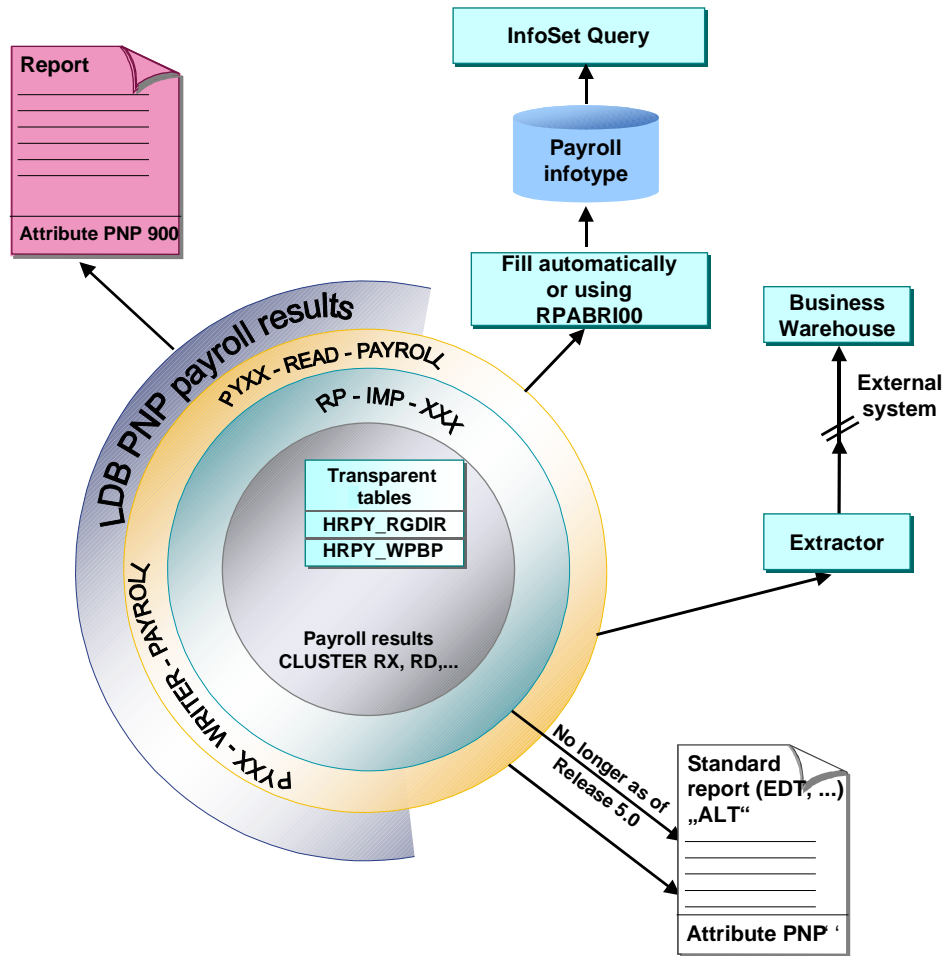 InfoSet Query
Report
Attribute PNP 900
Payroll
infotype
Fill automatically
or using
RPABRI00
Business
Warehouse
External
system
Extractor
LDB PNP payroll results
PYXX - READ - PAYROLL
RP - IMP - XXX
Transparent
tables
HRPY_RGDIR
HRPY_WPBP
Payroll results
CLUSTER RX, RD,...
PYXX - WRITER - PAYROLL
No longer as of
Release 5.0
Standard
report (EDT, ...)
„ALT“
Attribute PNP‘ ‘